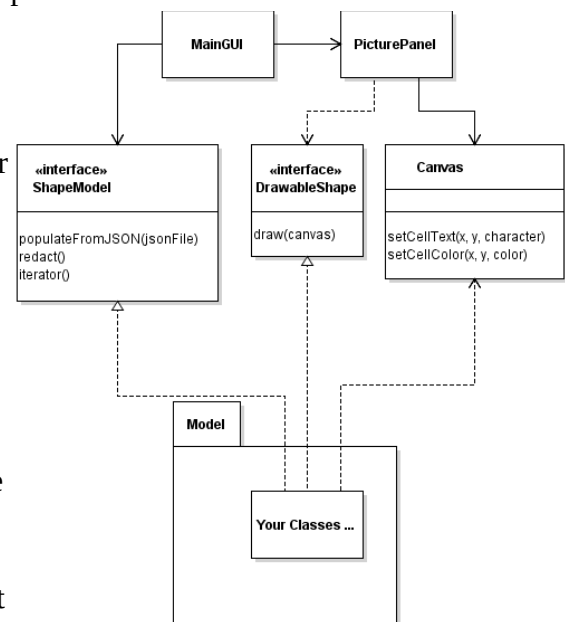 MainGUI
PicturePanel
«interface»
ShapeModel
populateFromJSON(jsonFile)
redact()
iterator()
«interface»
DrawableShape
draw(canvas)
Canvas
setCellText(x, y, character)
setCellColor(x, y, color)
Model
Your Classes ...